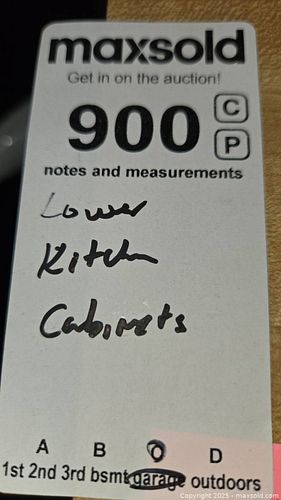 maxsold
Get in on the auction!
900 C
P
notes and measurements
Lower
Kitchn
Cabinets
A B D
1st 2nd 3rd bsmt garage outdoors
Copyright 2025 - maxsold.com